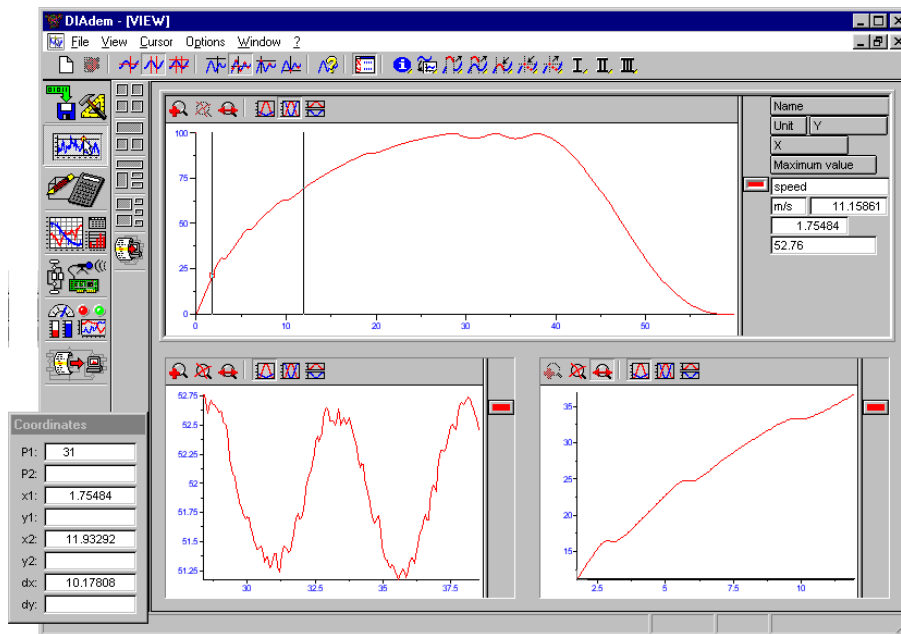 DIAdem - [VIEW]
File View Cursor Options Window ?
I. II. III.
Name
Unit Y
X
Maximum value
speed
m/s 11.15861
1.75484
52.76
100
75
50
25
0
0 10 20 30 40 50
52.75
52.5
52.25
52
51.75
51.5
51.25
30 32.5 35 37.5
35
30
25
20
15
2.5 5 7.5 10
Coordinates
P1: 31
P2:
x1: 1.75484
y1:
x2: 11.93292
y2:
dx: 10.17808
dy: